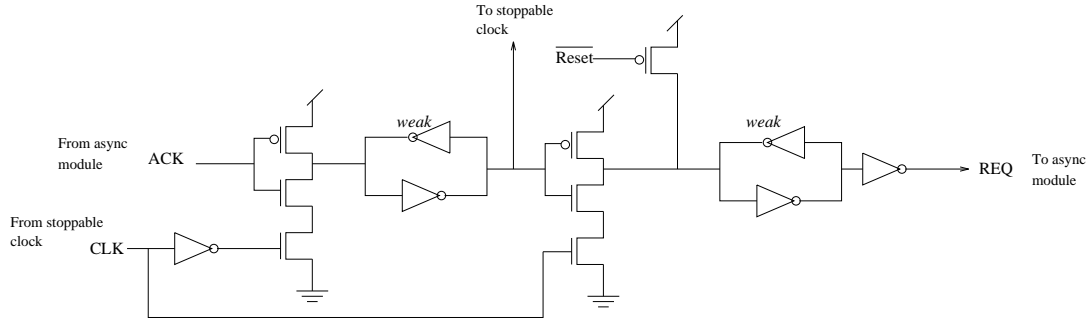 To stoppable
clock
Reset
weak
weak
From async
module
ACK
REQ
To async
module
From stoppable
clock
CLK